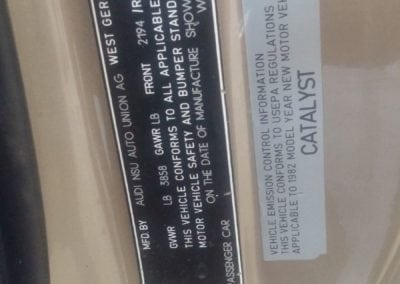 MFD. BY AUDI NSU AUTO UNION AG WEST GER
GVWR LB 3858 GAWR LB FRONT 2194
THIS VEHICLE CONFORMS TO ALL APPLICABLE
MOTOR VEHICLE SAFETY AND BUMPER STAND
ON THE DATE OF MANUFACTURE SHOW
PASSENGER CAR
VEHICLE EMISSION CONTROL INFORMATION
THIS VEHICLE CONFORMS TO USEPA REGULATIONS
APPLICABLE TO 1982 MODEL YEAR NEW MOTOR VEH
CATALYST